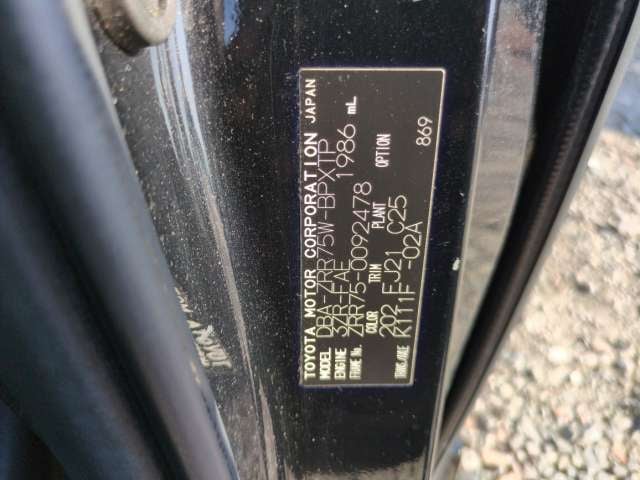 TOYOTA MOTOR CORPORATION JAPAN
MODEL DBA-ZRR75W-BPXTP
ENGINE 3ZR-FAE 1986 mL
FRAME No. ZRR75-0092478
COLOR TRIM PLANT OPTION
202 FJ21 C25 869
TRANS./AXLE K111F -02A